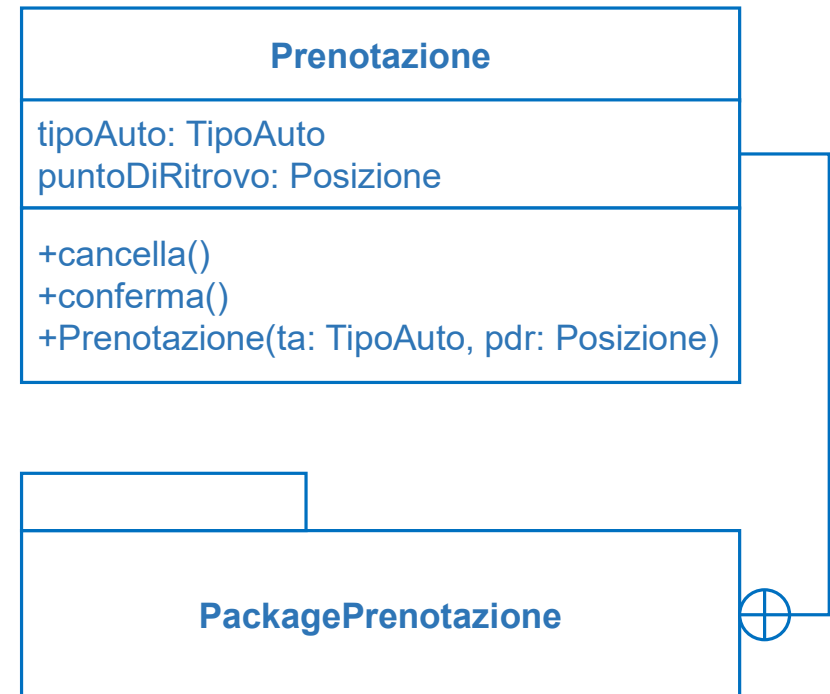 Prenotazione
tipoAuto: TipoAuto
puntoDiRitrovo: Posizione
+cancella()
+conferma()
+Prenotazione(ta: TipoAuto, pdr: Posizione)
PackagePrenotazione